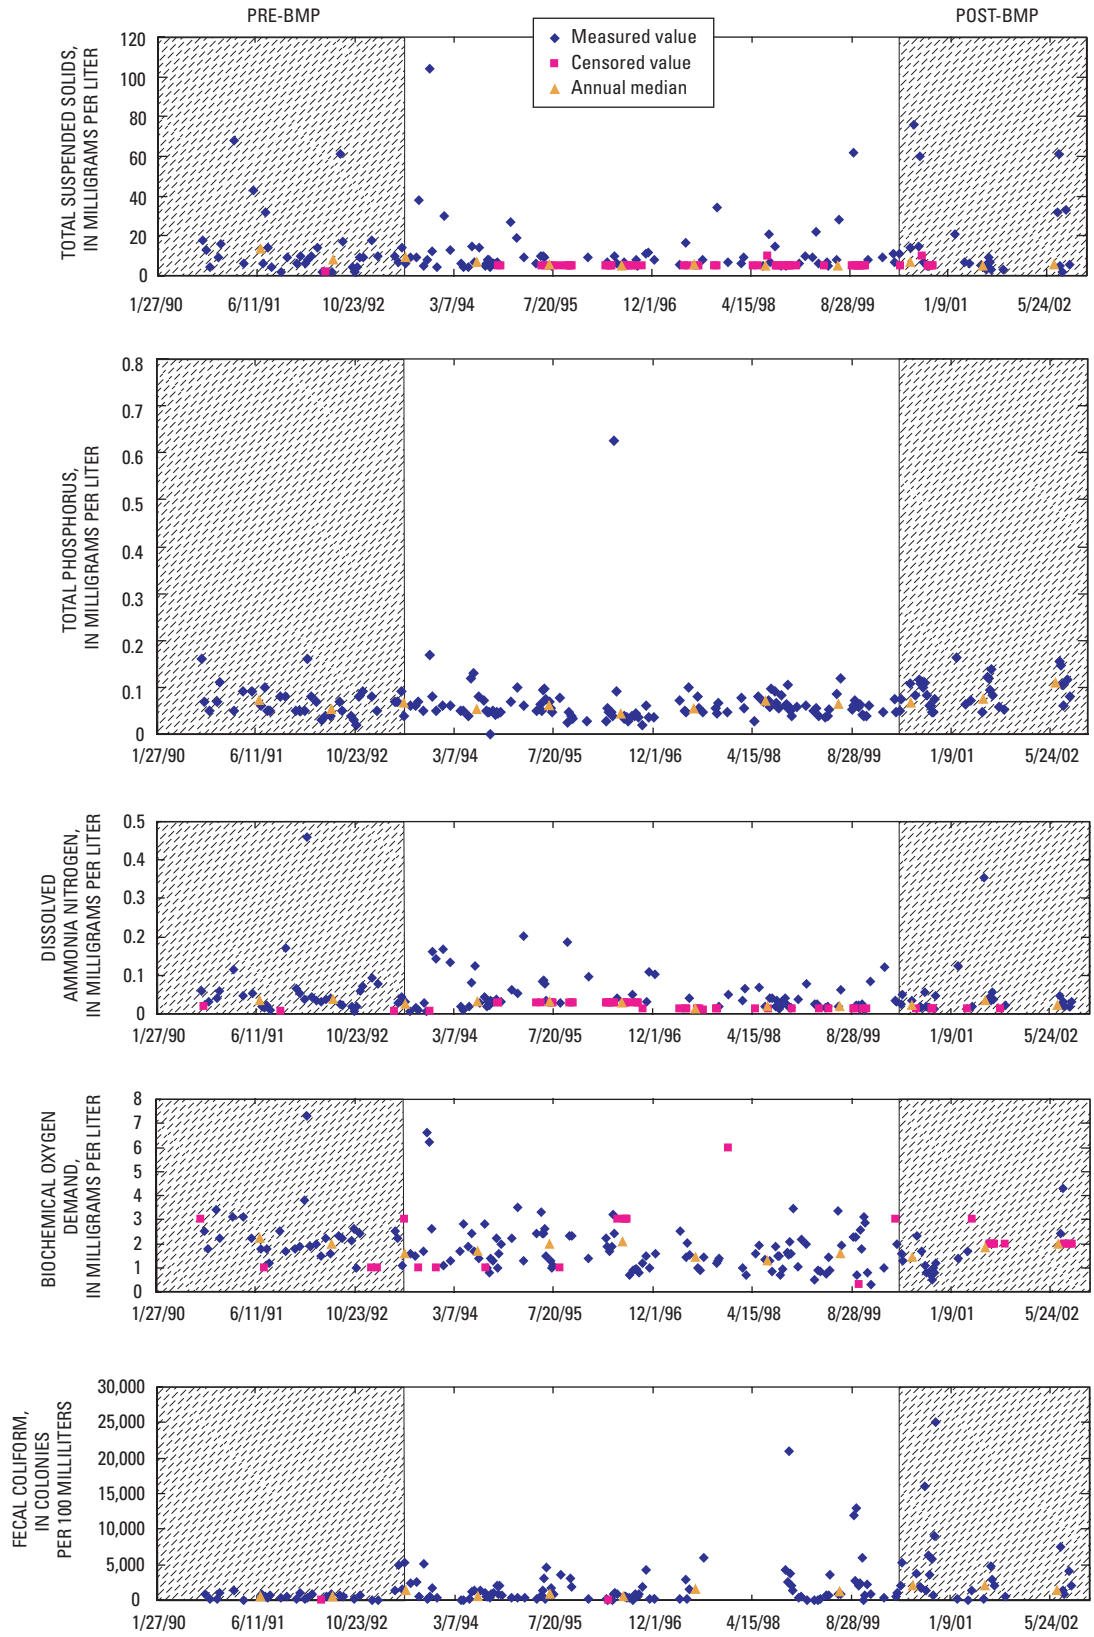 PRE-BMP
POST-BMP
Measured value
Censored value
Annual median
TOTAL SUSPENDED SOLIDS,
IN MILLIGRAMS PER LITER
120
100
80
60
40
20
0
1/27/90 6/11/91 10/23/92 3/7/94 7/20/95 12/1/96 4/15/98 8/28/99 1/9/01 5/24/02
TOTAL PHOSPHORUS,
IN MILLIGRAMS PER LITER
0.8
0.7
0.6
0.5
0.4
0.3
0.2
0.1
0
1/27/90 6/11/91 10/23/92 3/7/94 7/20/95 12/1/96 4/15/98 8/28/99 1/9/01 5/24/02
DISSOLVED
AMMONIA NITROGEN,
IN MILLIGRAMS PER LITER
0.5
0.4
0.3
0.2
0.1
0
1/27/90 6/11/91 10/23/92 3/7/94 7/20/95 12/1/96 4/15/98 8/28/99 1/9/01 5/24/02
BIOCHEMICAL OXYGEN
DEMAND,
IN MILLIGRAMS PER LITER
8
7
6
5
4
3
2
1
0
1/27/90 6/11/91 10/23/92 3/7/94 7/20/95 12/1/96 4/15/98 8/28/99 1/9/01 5/24/02
FECAL COLIFORM,
IN COLONIES
PER 100 MILLILITERS
30,000
25,000
20,000
15,000
10,000
5,000
0
1/27/90 6/11/91 10/23/92 3/7/94 7/20/95 12/1/96 4/15/98 8/28/99 1/9/01 5/24/02